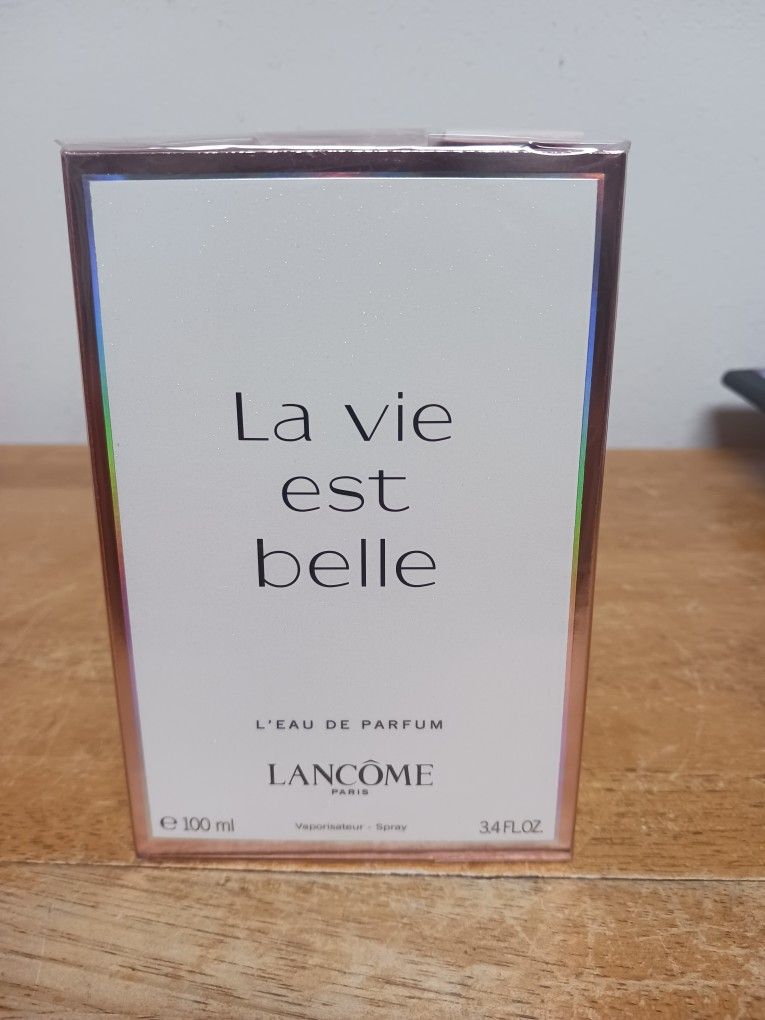 La vie
est
belle
L'EAU DE PARFUM
LANCÔME
PARIS
℮ 100 ml Vaporisateur - Spray 3.4 FL.OZ.